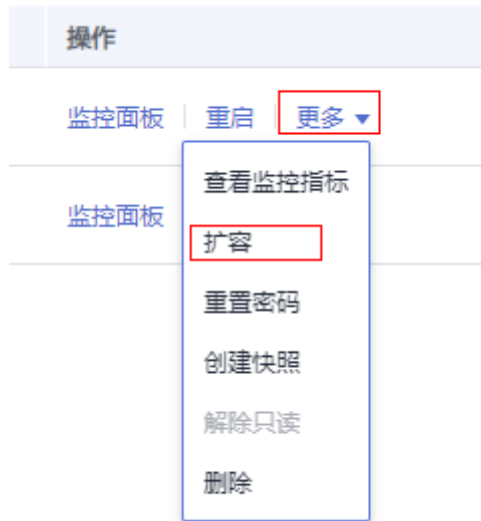 操作
监控面板 重启 更多
查看监控指标
监控面板
扩容
重置密码
创建快照
解除只读
删除